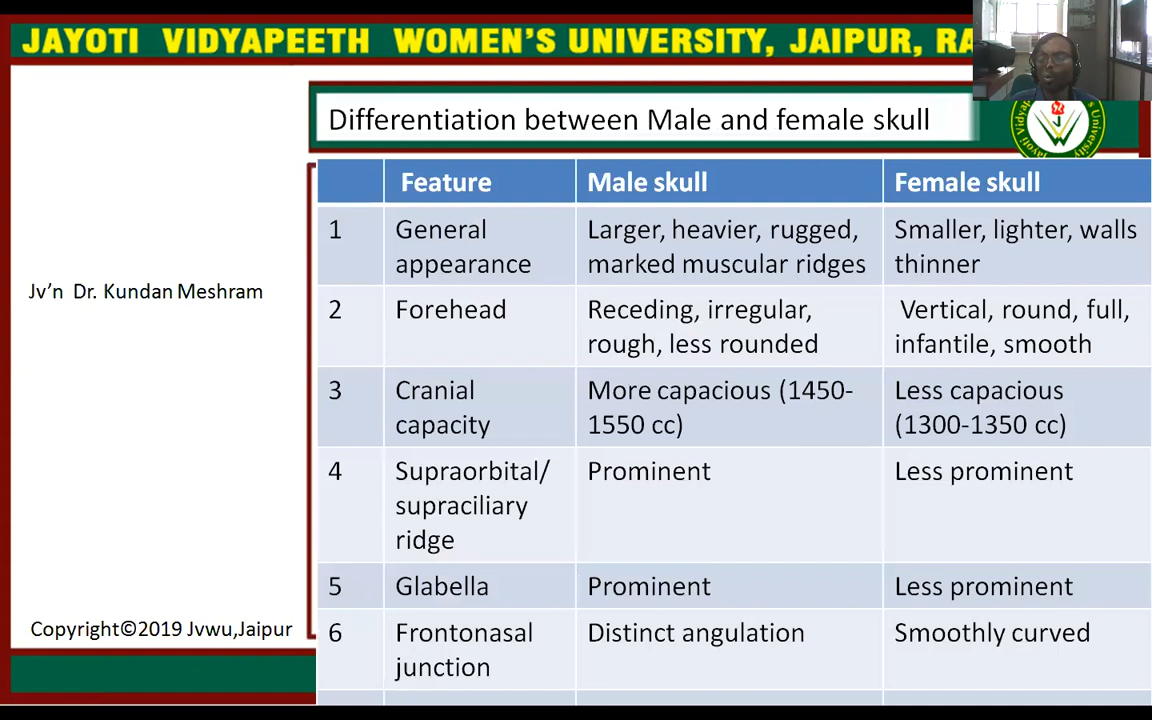 JAYOTI VIDYAPEETH WOMEN'S UNIVERSITY, JAIPUR,
Differentiation between Male and female skull
Jv'n Dr. Kundan Meshram
Copyright©2019 Jvwu,Jaipur
Feature Male skull Female skull
1 General Larger, heavier, rugged, Smaller, lighter, walls
appearance marked muscular ridges thinner
2 Forehead Receding, irregular, Vertical, round, full,
rough, less rounded infantile, smooth
3 Cranial More capacious (1450- Less capacious
capacity 1550 cc) (1300-1350 cc)
4 Supraorbital/ Prominent Less prominent
supraciliary
ridge
5 Glabella Prominent Less prominent
6 Frontonasal Distinct angulation Smoothly curved
junction